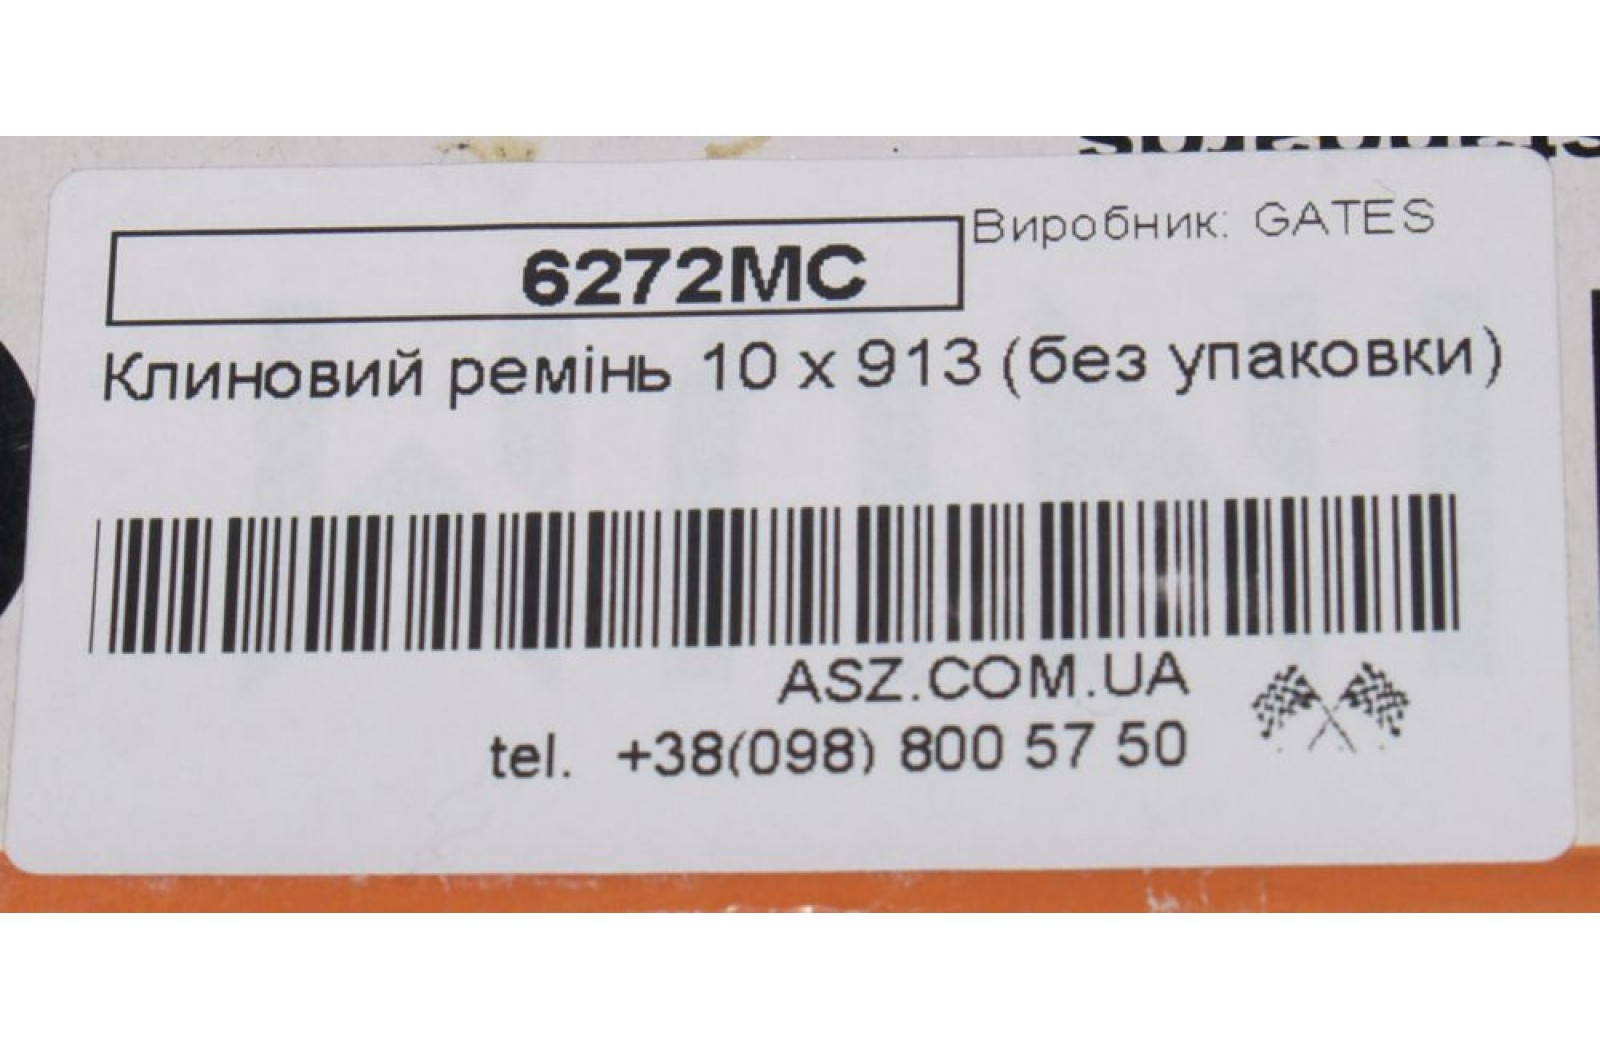 6272MC
Виробник: GATES
Клиновий ремінь 10 x 913 (без упаковки)
ASZ.COM.UA
tel. +38(098) 800 57 50